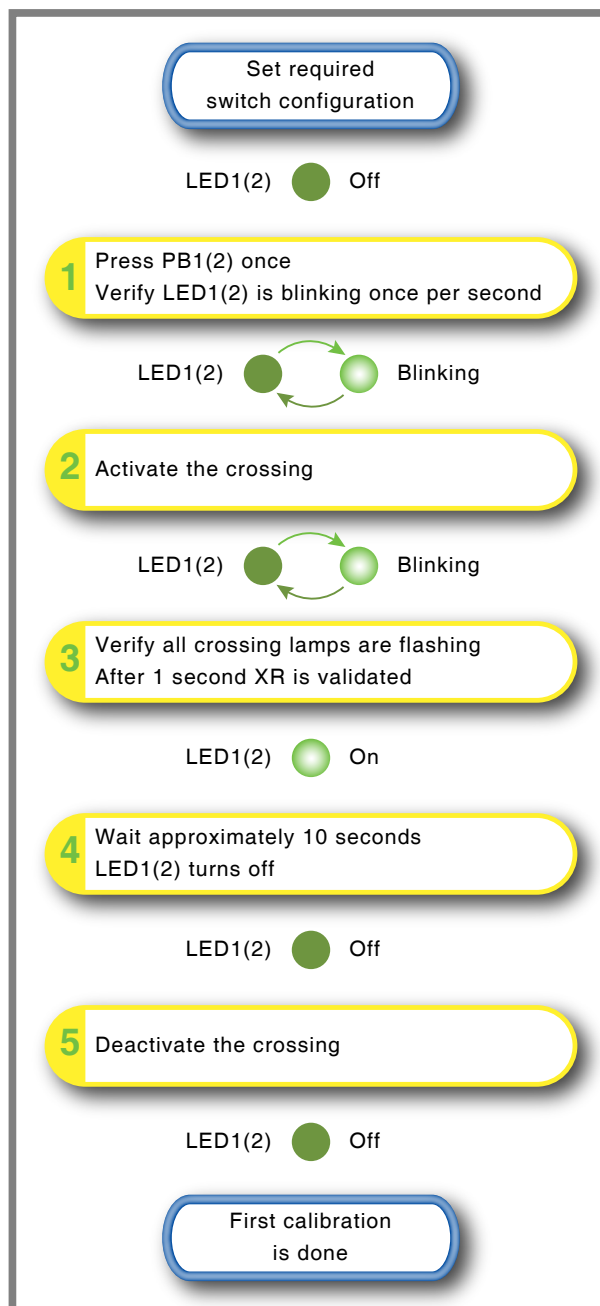 Set required
switch configuration
LED1(2) Off
1 Press PB1(2) once
Verify LED1(2) is blinking once per second
LED1(2) Blinking
2 Activate the crossing
LED1(2) Blinking
3 Verify all crossing lamps are flashing
After 1 second XR is validated
LED1(2) On
4 Wait approximately 10 seconds
LED1(2) turns off
LED1(2) Off
5 Deactivate the crossing
LED1(2) Off
First calibration
is done